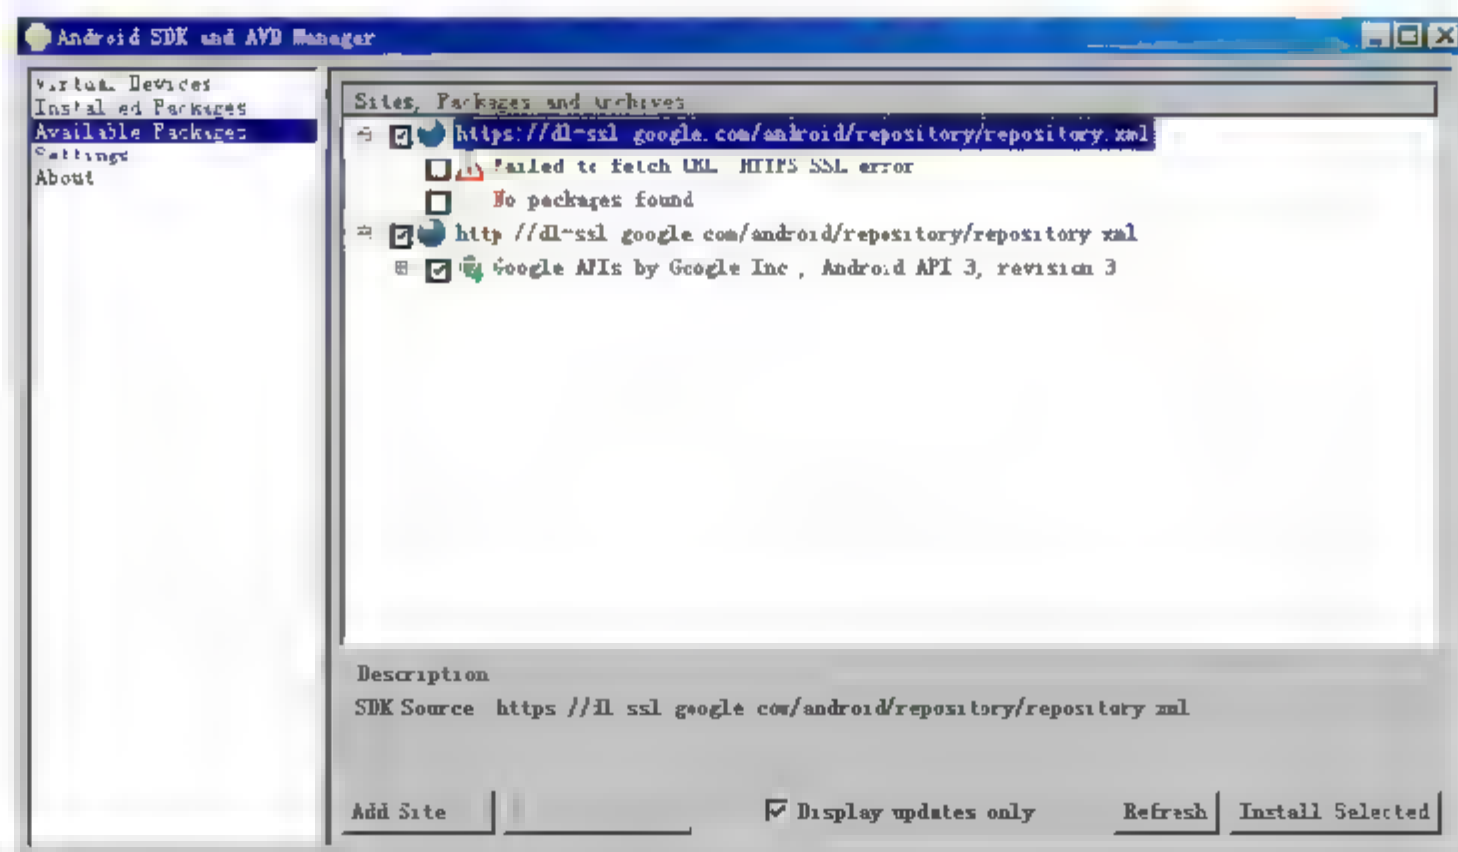 Android SDK and AVD Manager
Virtual Devices
Installed Packages
Available Packages
Settings
About
Sites, Packages and Archives
https://dl-ssl google.com/android/repository/repository.xml
Failed to fetch URL HTTPS SSL error
No packages found
http //dl-ssl google com/android/repository/repository xml
Google APIs by Google Inc , Android API 3, revision 3
Description
SDK Source https //dl ssl google com/android/repository/repository xml
Add Site
Display updates only
Refresh
Install Selected